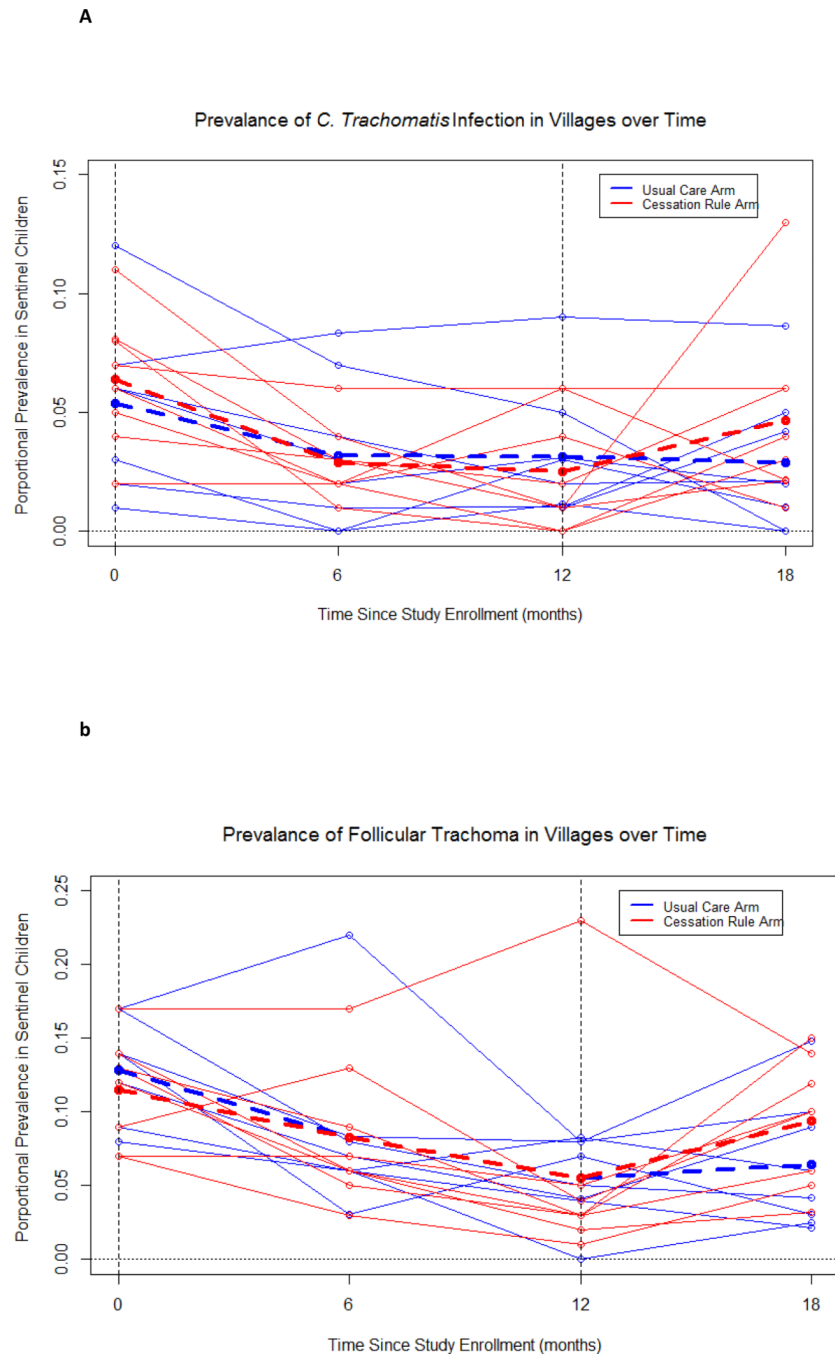 A
Prevalance of C. Trachomatis Infection in Villages over Time
Porportional Prevalence in Sentinel Children
0.15
0.10
0.05
0.00
Usual Care Arm
Cessation Rule Arm
0 6 12 18
Time Since Study Enrollment (months)
b
Prevalance of Follicular Trachoma in Villages over Time
Porportional Prevalence in Sentinel Children
0.25
0.20
0.15
0.10
0.05
0.00
Usual Care Arm
Cessation Rule Arm
0 6 12 18
Time Since Study Enrollment (months)